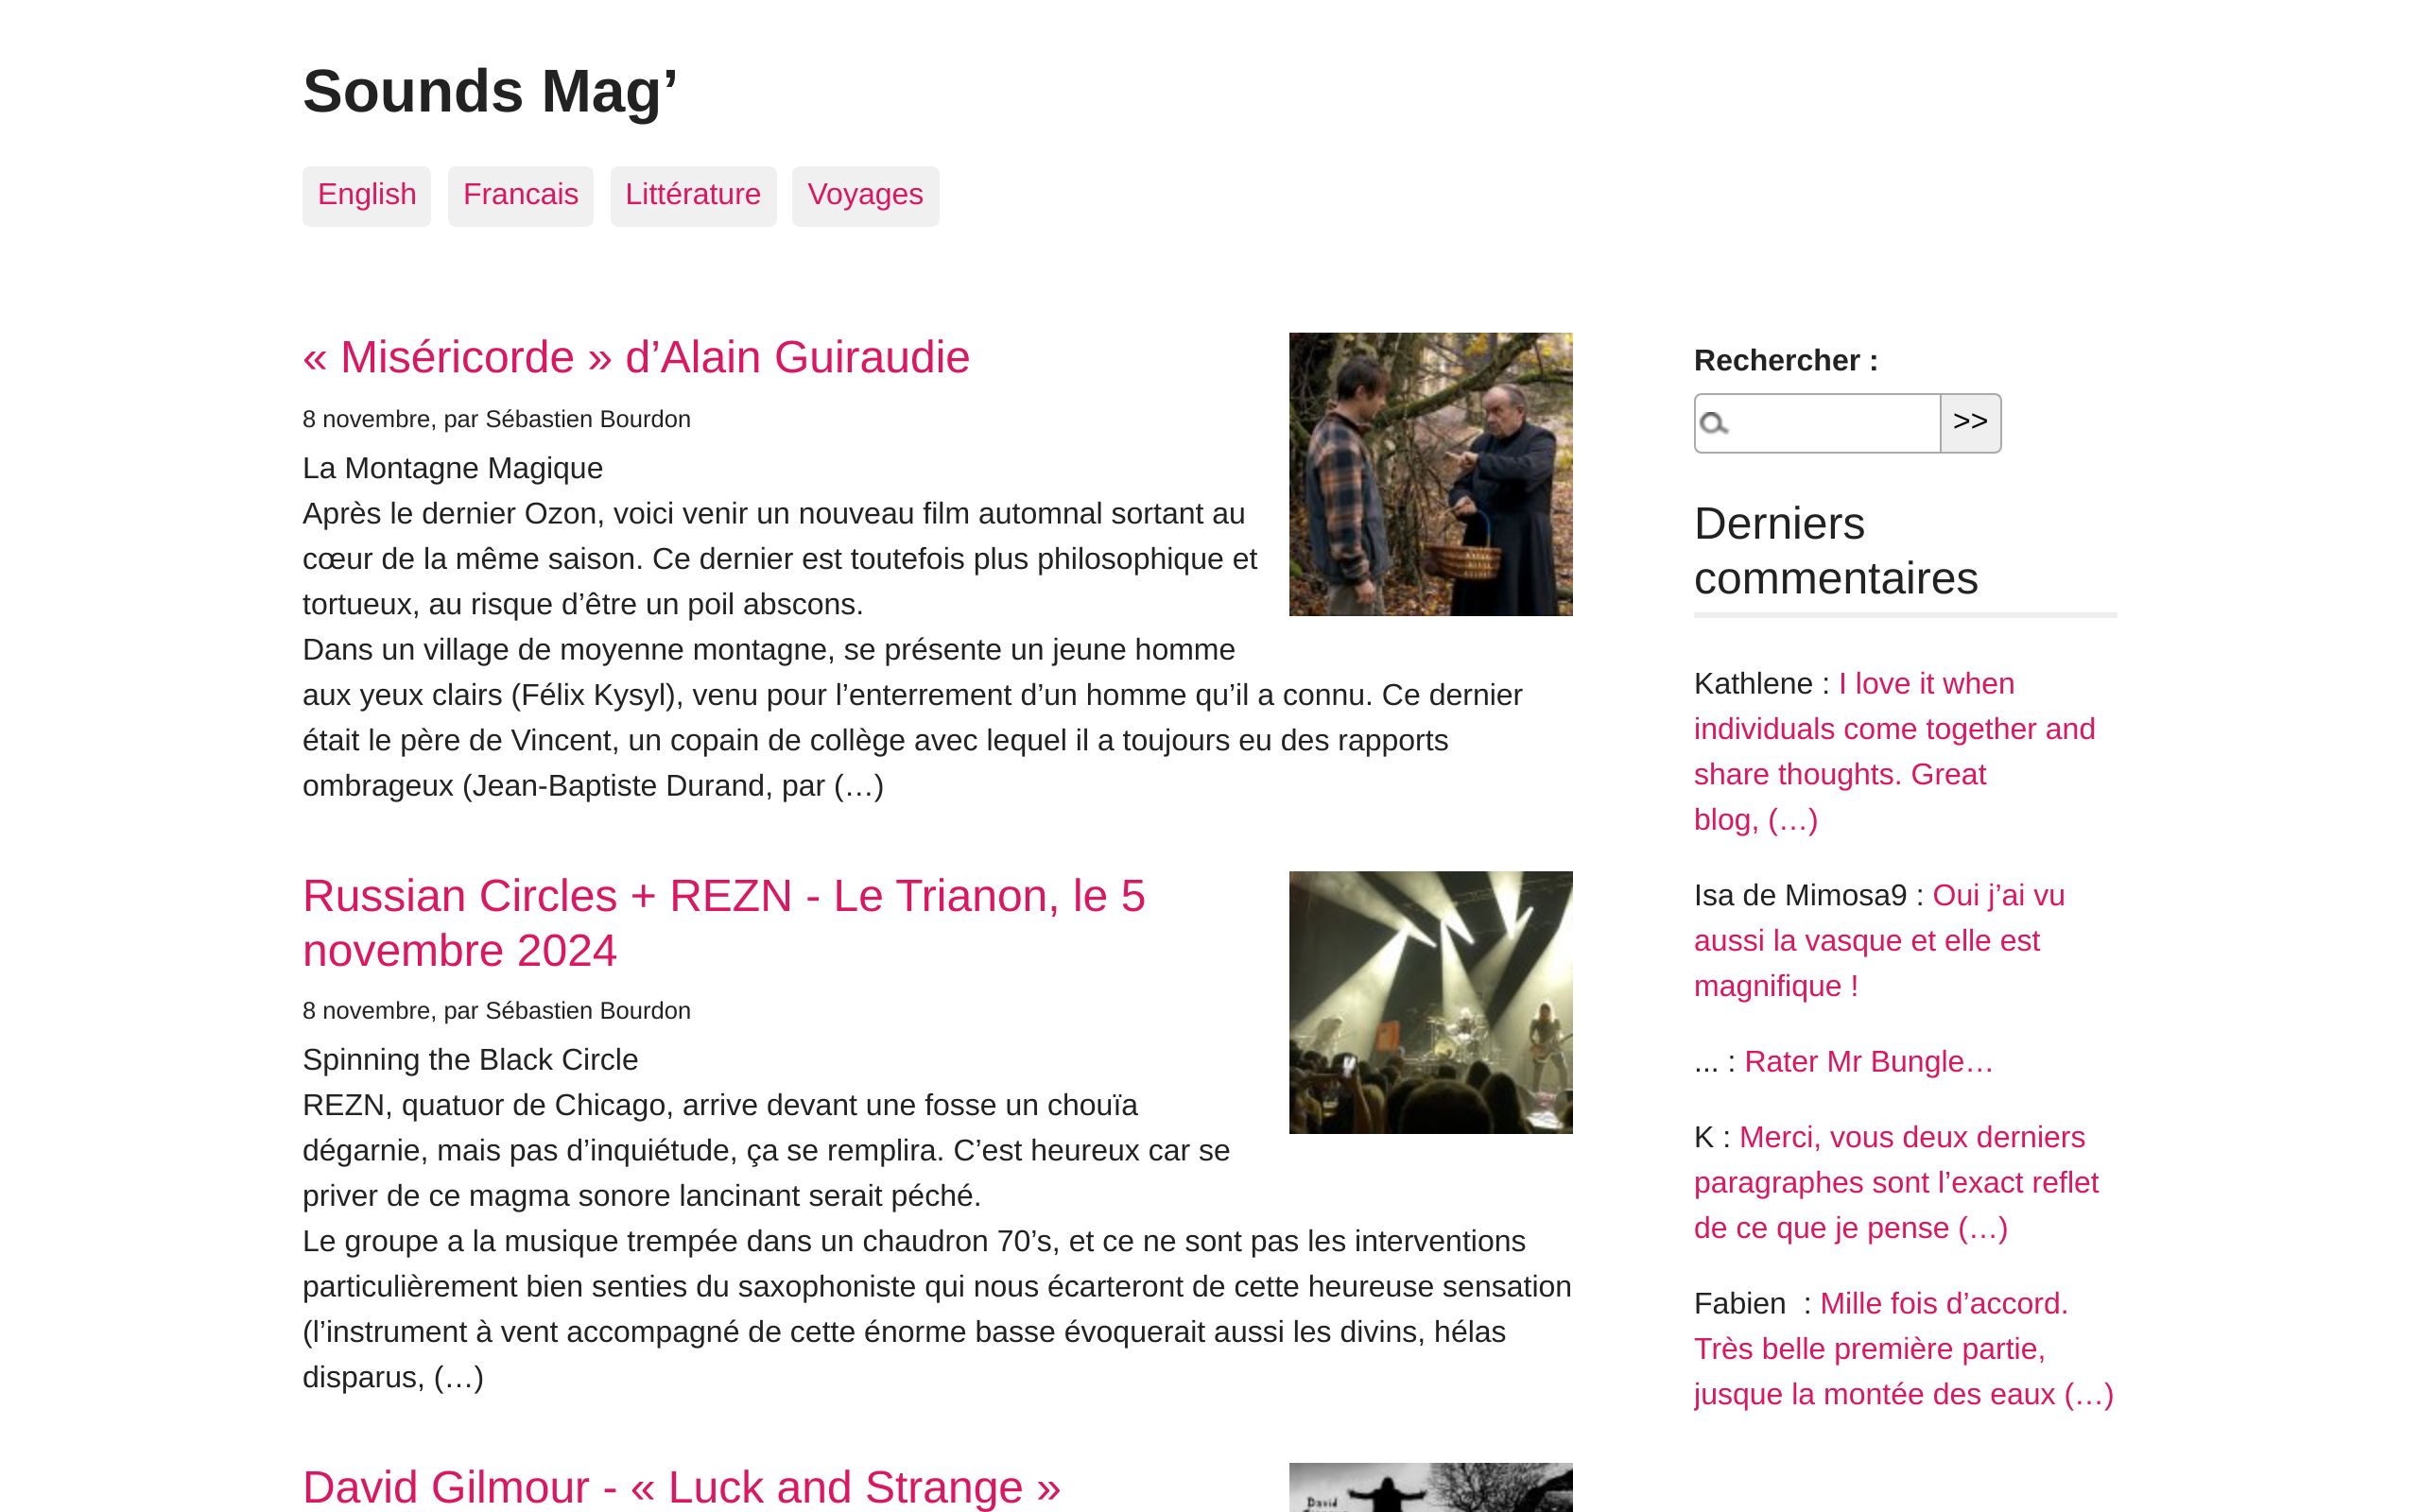 Sounds Mag’
English
Francais
Littérature
Voyages
« Miséricorde » d’Alain Guiraudie
8 novembre, par Sébastien Bourdon
La Montagne Magique
Après le dernier Ozon, voici venir un nouveau film automnal sortant au
cœur de la même saison. Ce dernier est toutefois plus philosophique et
tortueux, au risque d’être un poil abscons.
Dans un village de moyenne montagne, se présente un jeune homme
aux yeux clairs (Félix Kysyl), venu pour l’enterrement d’un homme qu’il a connu. Ce dernier
était le père de Vincent, un copain de collège avec lequel il a toujours eu des rapports
ombrageux (Jean-Baptiste Durand, par (…)
Russian Circles + REZN - Le Trianon, le 5
novembre 2024
8 novembre, par Sébastien Bourdon
Spinning the Black Circle
REZN, quatuor de Chicago, arrive devant une fosse un chouïa
dégarnie, mais pas d’inquiétude, ça se remplira. C’est heureux car se
priver de ce magma sonore lancinant serait péché.
Le groupe a la musique trempée dans un chaudron 70’s, et ce ne sont pas les interventions
particulièrement bien senties du saxophoniste qui nous écarteront de cette heureuse sensation
(l’instrument à vent accompagné de cette énorme basse évoquerait aussi les divins, hélas
disparus, (…)
David Gilmour - « Luck and Strange »
David
Rechercher :
>>
Derniers
commentaires
Kathlene : I love it when
individuals come together and
share thoughts. Great
blog, (…)
Isa de Mimosa9 : Oui j’ai vu
aussi la vasque et elle est
magnifique !
... : Rater Mr Bungle…
K : Merci, vous deux derniers
paragraphes sont l’exact reflet
de ce que je pense (…)
Fabien  : Mille fois d’accord.
Très belle première partie,
jusque la montée des eaux (…)